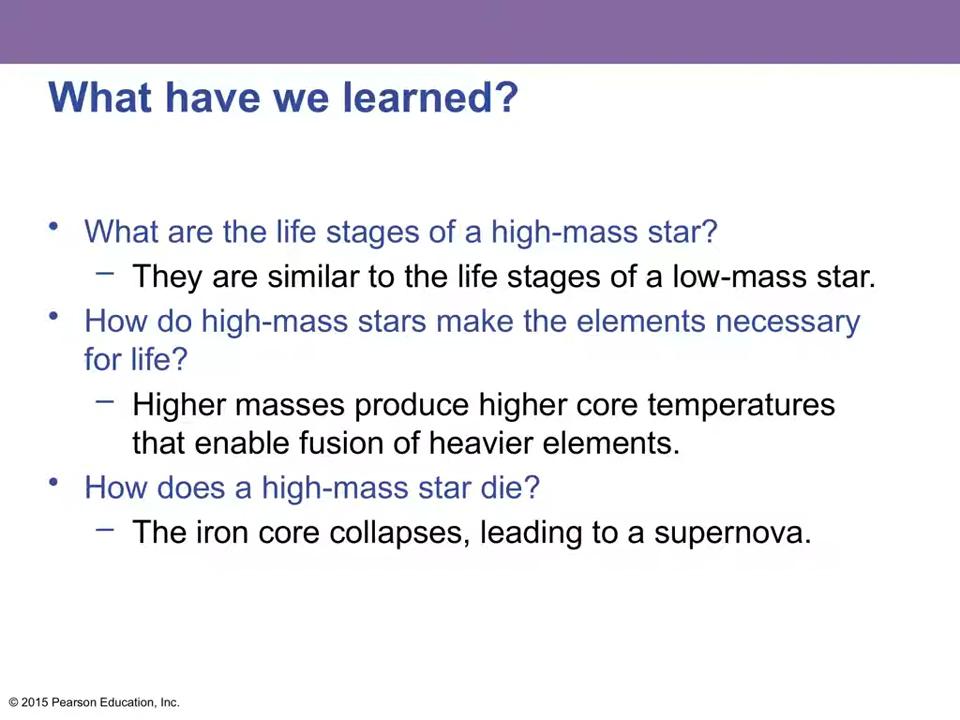 What have we learned?
• What are the life stages of a high-mass star?
– They are similar to the life stages of a low-mass star.
• How do high-mass stars make the elements necessary
for life?
– Higher masses produce higher core temperatures
that enable fusion of heavier elements.
• How does a high-mass star die?
– The iron core collapses, leading to a supernova.
© 2015 Pearson Education, Inc.